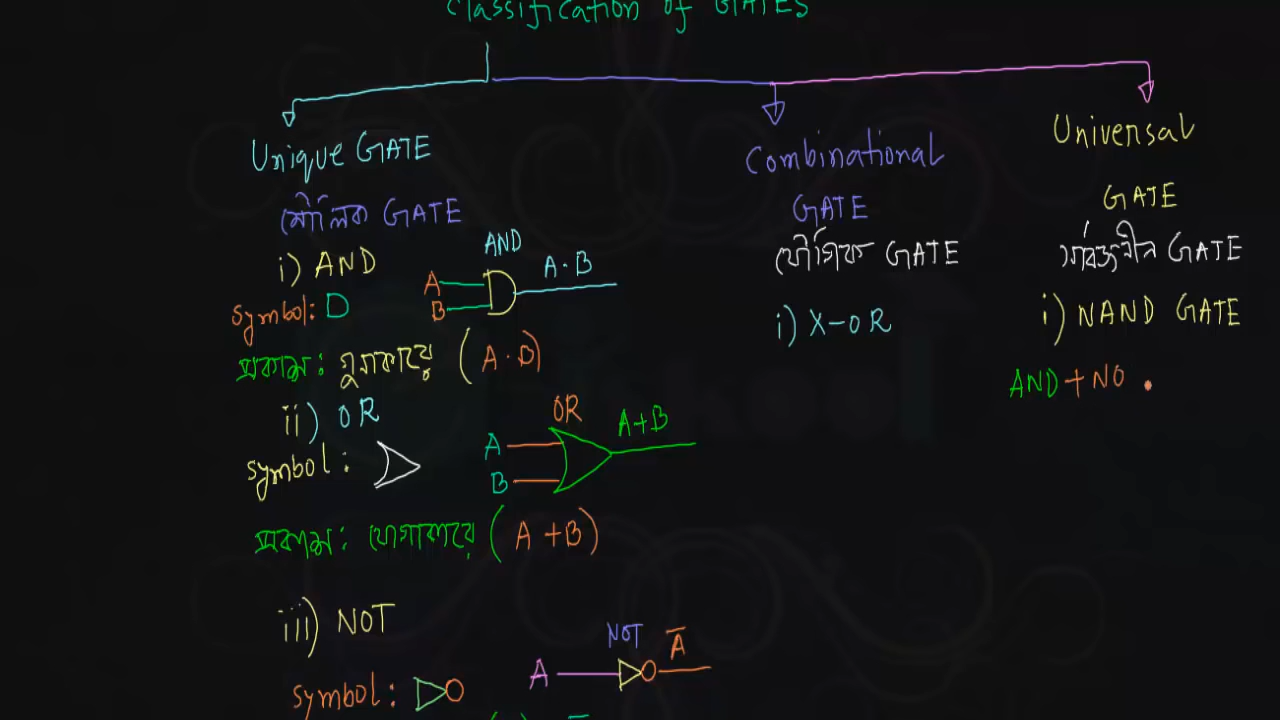 Classification of GATES
Unique GATE
মৌলিক GATE
i) AND
symbol: D
AND
A
B
A·B
প্রকাশ: গুণাকারে (A·B)
ii) OR
symbol:
OR
A
B
A+B
প্রকাশ: যোগাকারে (A+B)
iii) NOT
symbol:
NOT
A
A̅
Combinational
GATE
যৌগিক GATE
i) X-OR
Universal
GATE
সার্বজনীন GATE
i) NAND GATE
AND+NO